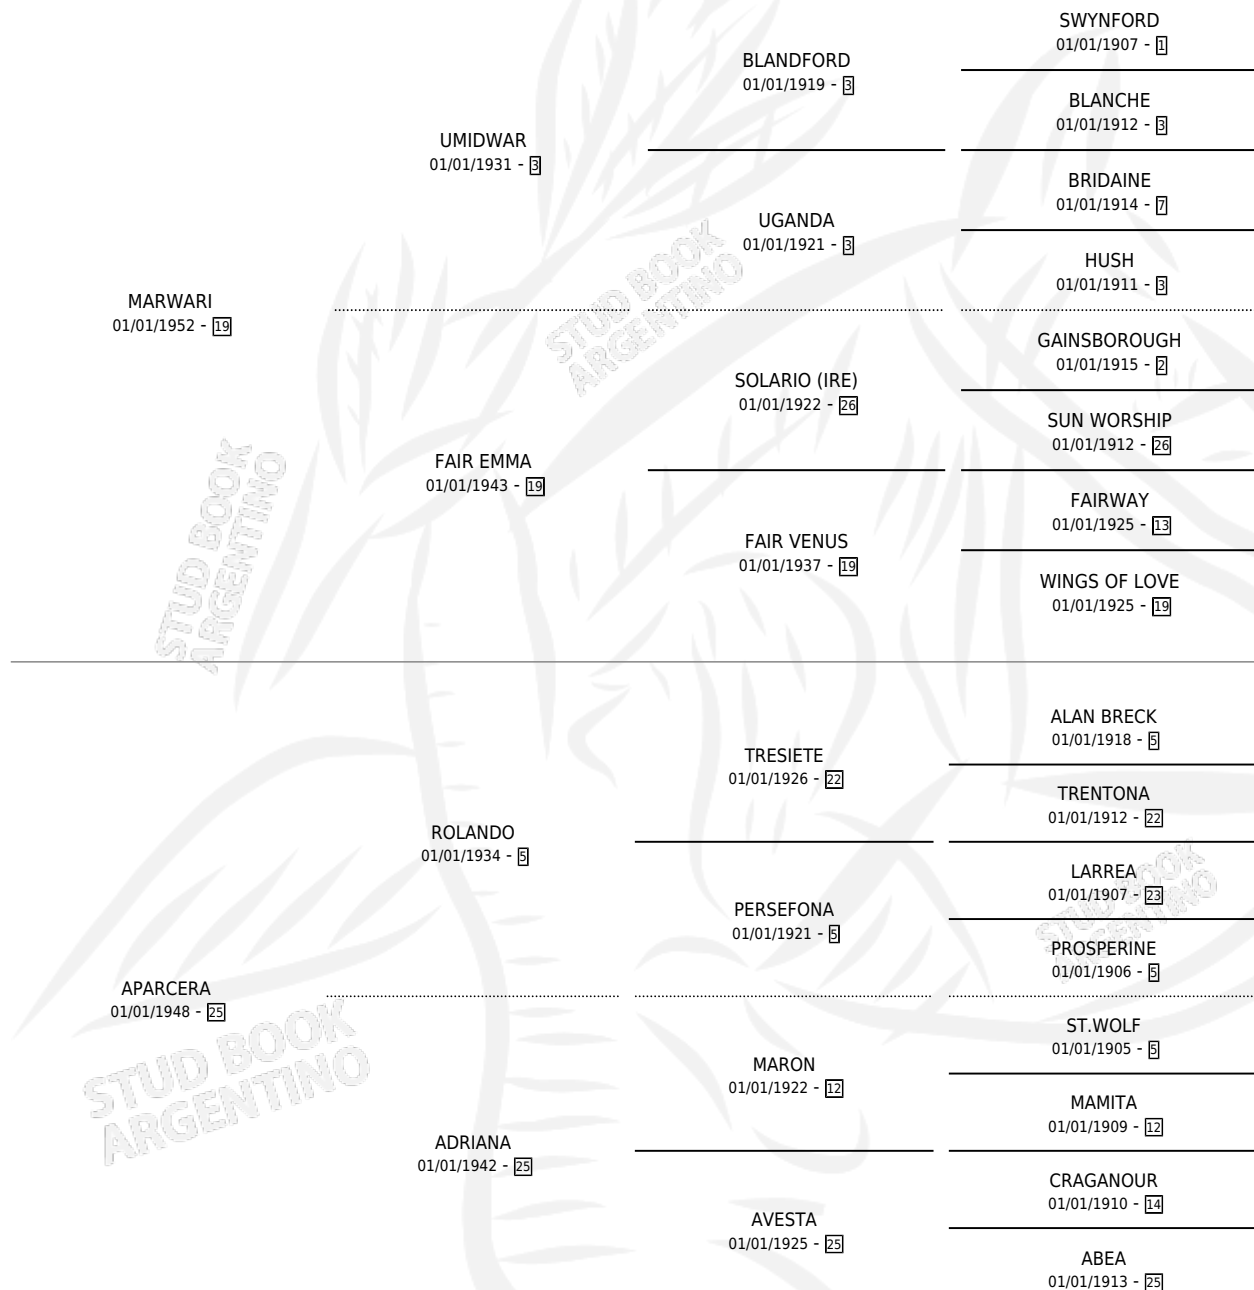 SWYNFORD
01/01/1907 - 1
BLANDFORD
01/01/1919 - 3
BLANCHE
01/01/1912 - 3
UMIDWAR
01/01/1931 - 3
BRIDAINE
01/01/1914 - 7
UGANDA
01/01/1921 - 3
HUSH
01/01/1911 - 3
MARWARI
01/01/1952 - 19
STUD BOOK
ARGENTINO
GAINSBOROUGH
01/01/1915 - 2
SOLARIO (IRE)
01/01/1922 - 26
SUN WORSHIP
01/01/1912 - 26
FAIR EMMA
01/01/1943 - 19
FAIRWAY
01/01/1925 - 13
FAIR VENUS
01/01/1937 - 19
WINGS OF LOVE
01/01/1925 - 19
STUD BOOK
ARGENTINO
ALAN BRECK
01/01/1918 - 5
TRESIETE
01/01/1926 - 22
TRENTONA
01/01/1912 - 22
ROLANDO
01/01/1934 - 5
LARREA
01/01/1907 - 23
PERSEFONA
01/01/1921 - 5
PROSPERINE
01/01/1906 - 5
STUD BOOK
ARGENTINO
APARCERA
01/01/1948 - 25
ST.WOLF
01/01/1905 - 5
MARON
01/01/1922 - 12
MAMITA
01/01/1909 - 12
STUD BOOK
ARGENTINO
ADRIANA
01/01/1942 - 25
CRAGANOUR
01/01/1910 - 14
AVESTA
01/01/1925 - 25
ABEA
01/01/1913 - 25